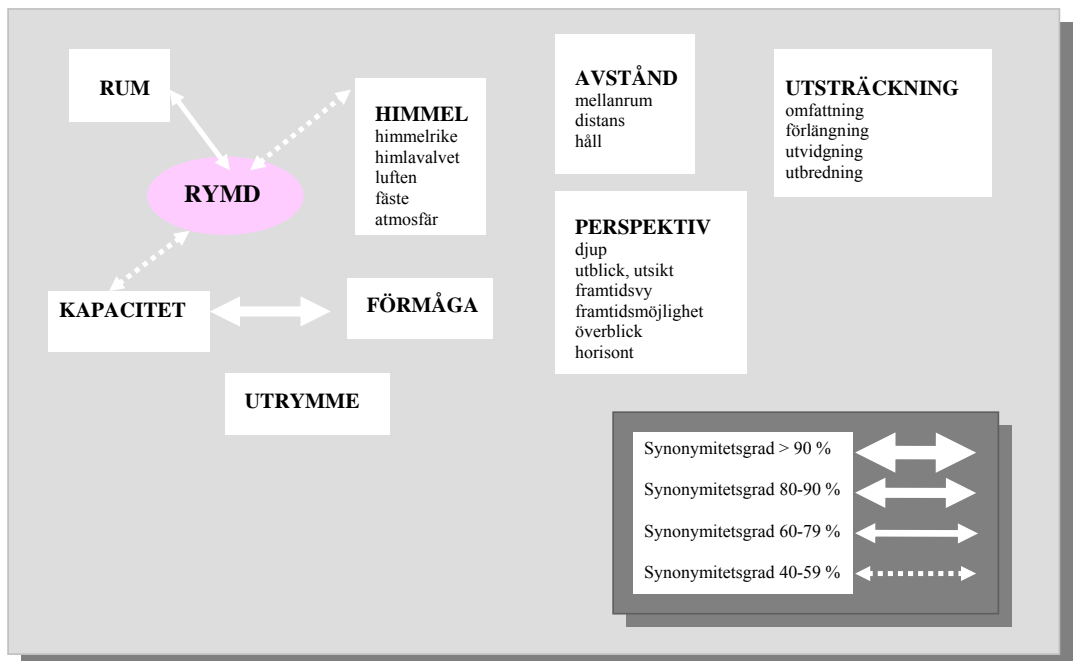 RUM
RYMD
HIMMEL
himmelrike
himlavalvet
luften
fäste
atmosfär
KAPACITET
FÖRMÅGA
UTRYMME
AVSTÅND
mellanrum
distans
håll
PERSPEKTIV
djup
utblick, utsikt
framtidsvy
framtidsmöjlighet
överblick
horisont
UTSTRÄCKNING
omfattning
förlängning
utvidgning
utbredning
Synonymitetsgrad > 90 %
Synonymitetsgrad 80-90 %
Synonymitetsgrad 60-79 %
Synonymitetsgrad 40-59 %